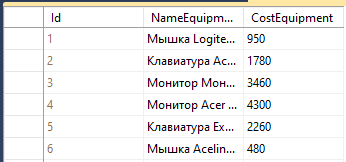 Id NameEquipm... CostEquipment
1 Мышка Logite... 950
2 Клавиатура Ac... 1780
3 Монитор Мон... 3460
4 Монитор Acer ... 4300
5 Клавиатура Ex... 2260
6 Мышка Acelin... 480